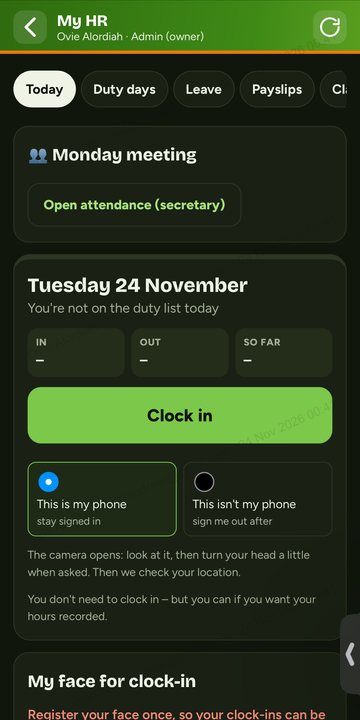 My HR
Ovie Alordiah · Admin (owner)
Today
Duty days
Leave
Payslips
Monday meeting
Open attendance (secretary)
Tuesday 24 November
You're not on the duty list today
IN
OUT
SO FAR
–
–
–
Clock in
24 Nov 2026 00:4
This is my phone
stay signed in
This isn't my phone
sign me out after
The camera opens: look at it, then turn your head a little
when asked. Then we check your location.
You don't need to clock in – but you can if you want your
hours recorded.
My face for clock-in
Register your face once, so your clock-ins can be